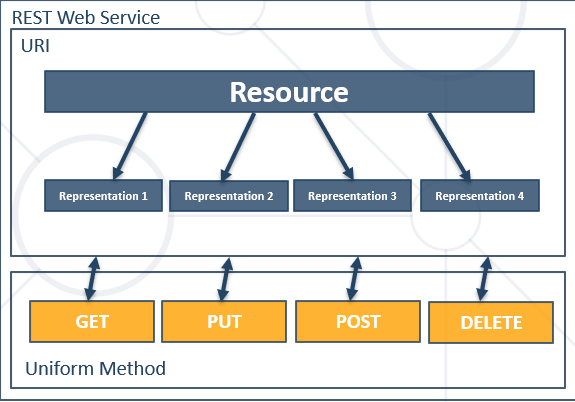 REST Web Service
URI
Resource
Representation 1
Representation 2
Representation 3
Representation 4
GET
PUT
POST
DELETE
Uniform Method